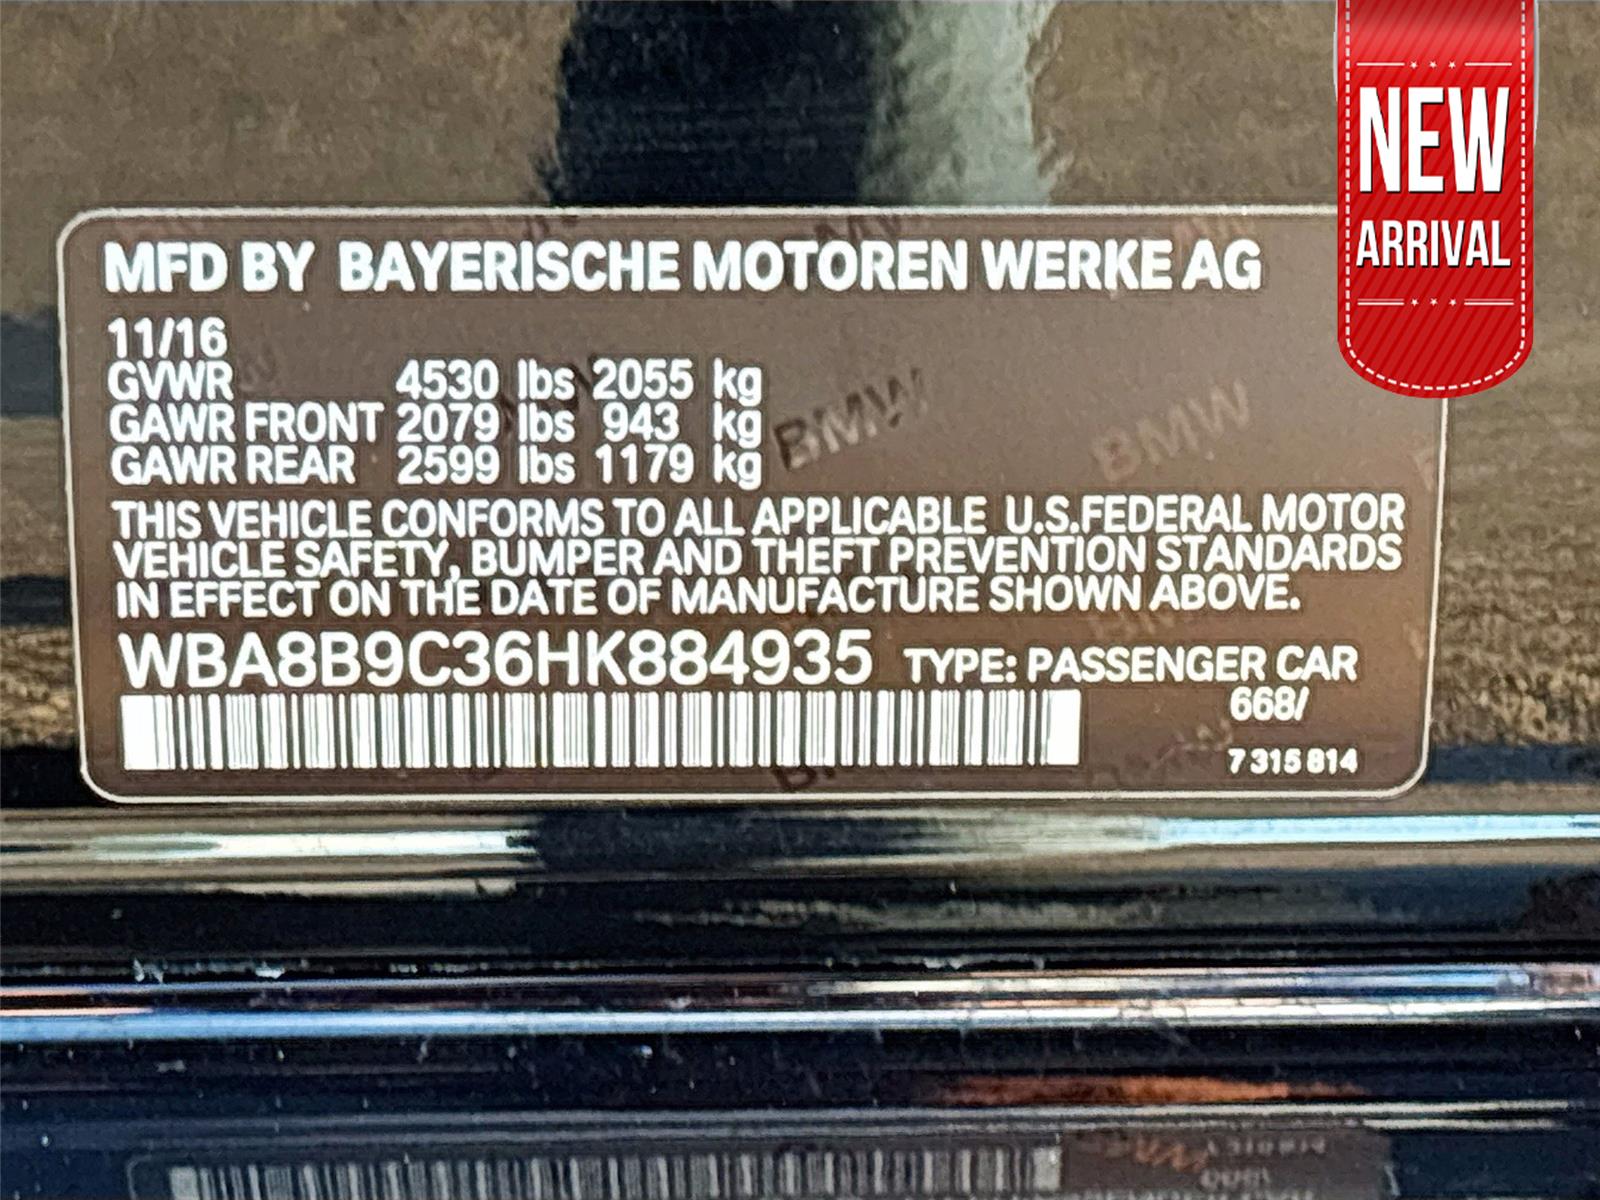 NEW
ARRIVAL
MFD BY BAYERISCHE MOTOREN WERKE AG
11/16
GVWR 4530 lbs 2055 kg
GAWR FRONT 2079 lbs 943 kg
GAWR REAR 2599 lbs 1179 kg
BMW BMW
THIS VEHICLE CONFORMS TO ALL APPLICABLE U.S.FEDERAL MOTOR
VEHICLE SAFETY, BUMPER AND THEFT PREVENTION STANDARDS
IN EFFECT ON THE DATE OF MANUFACTURE SHOWN ABOVE.
WBA8B9C36HK884935 TYPE: PASSENGER CAR
668/
7 315 814